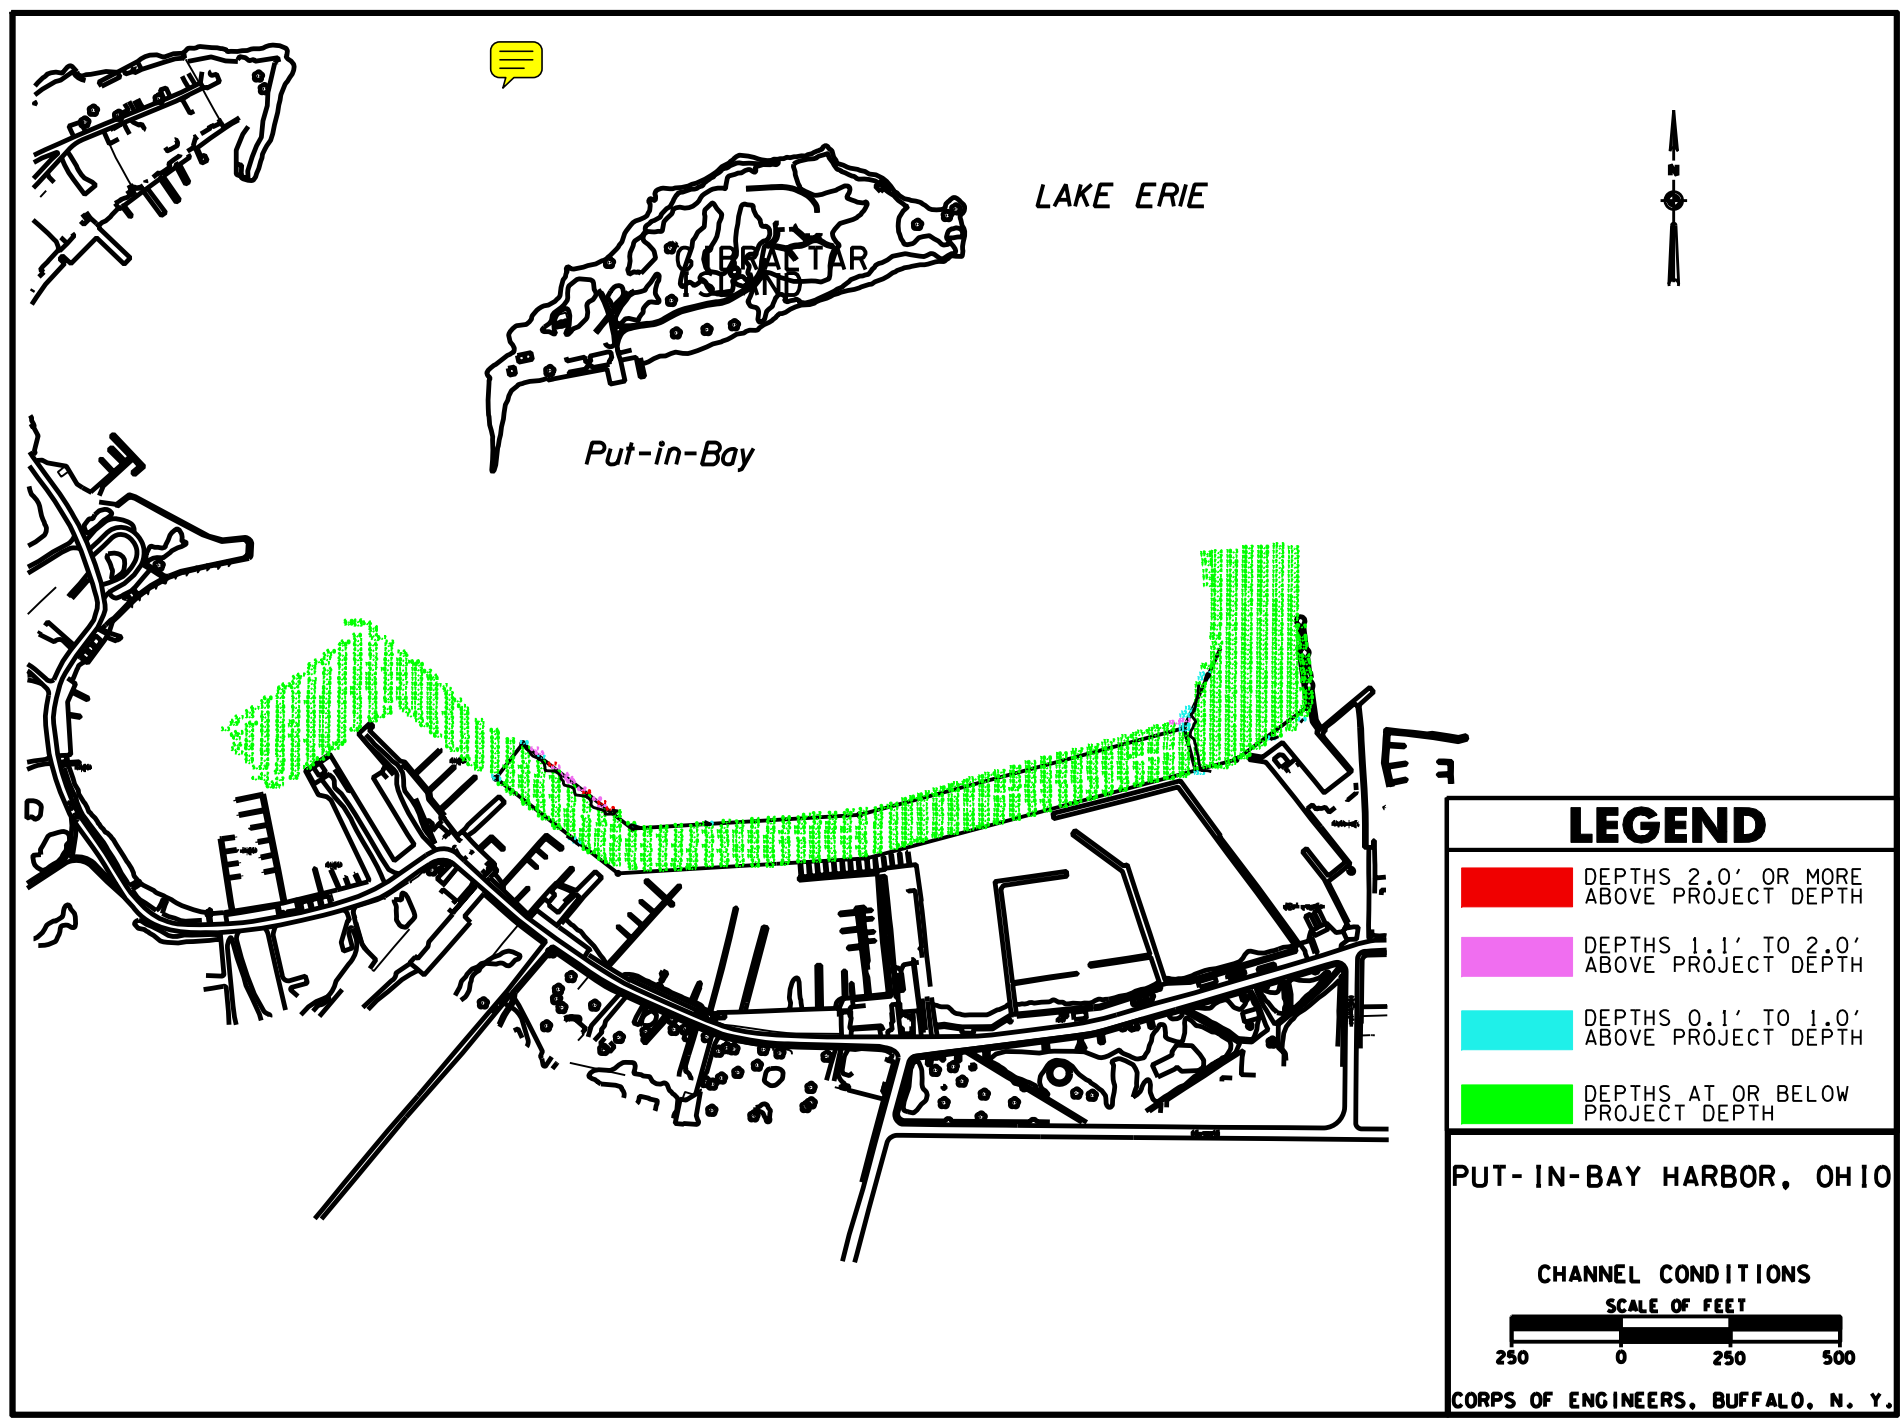 LAKE ERIE
N
GIBRALTAR
ISLAND
Put-in-Bay
LEGEND
DEPTHS 2.0' OR MORE
ABOVE PROJECT DEPTH
DEPTHS 1.1' TO 2.0'
ABOVE PROJECT DEPTH
DEPTHS 0.1' TO 1.0'
ABOVE PROJECT DEPTH
DEPTHS AT OR BELOW
PROJECT DEPTH
PUT-IN-BAY HARBOR, OHIO
CHANNEL CONDITIONS
SCALE OF FEET
250 0 250 500
CORPS OF ENGINEERS, BUFFALO, N. Y.